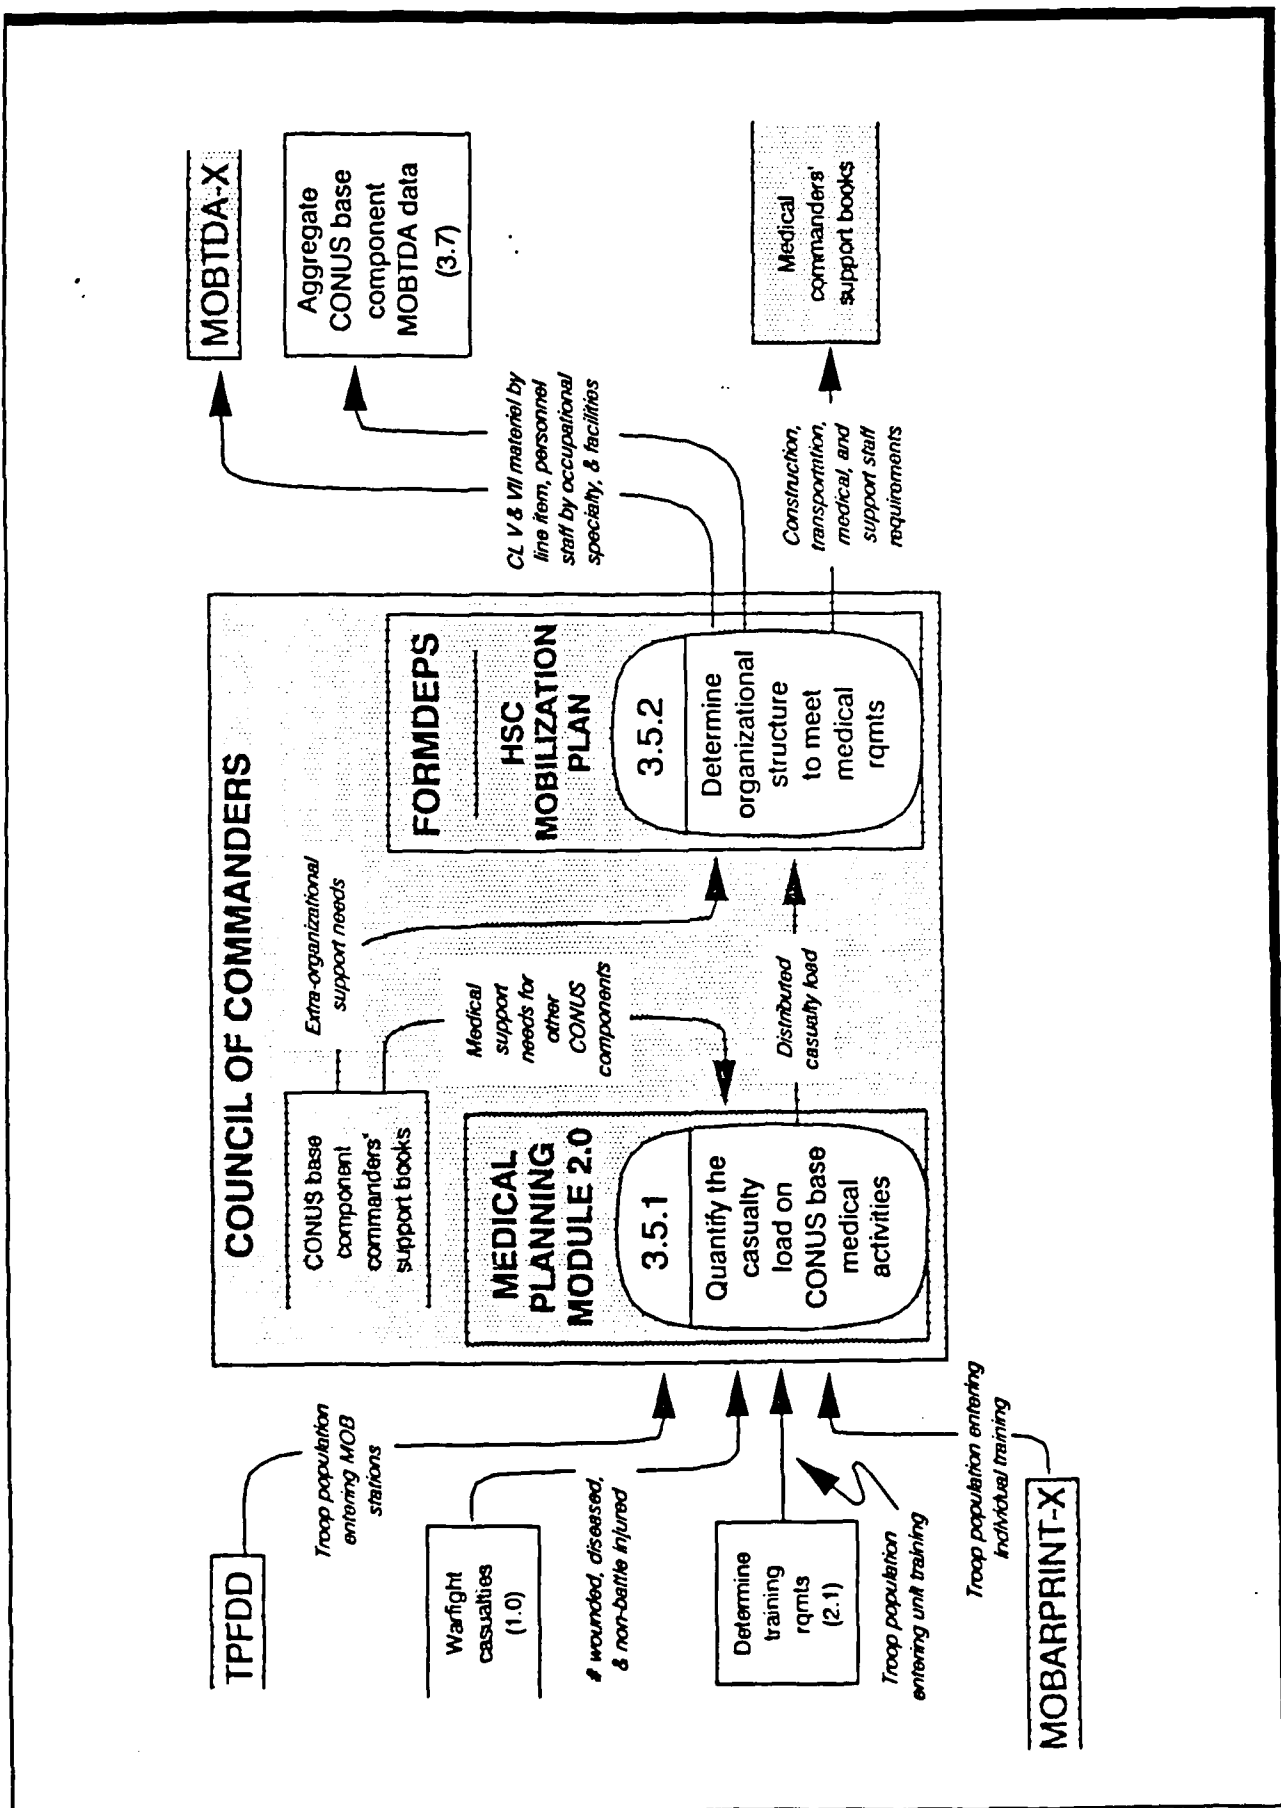 COUNCIL OF COMMANDERS
TPFDD
Troop population
entering MOB
stations
Warfight
casualties
(1.0)
# wounded, diseased,
& non-battle injured
Determine
training
rqmts
(2.1)
Troop population
entering unit training
Troop population entering
individual training
MOBARPRINT-X
CONUS base
component
commanders'
support books
Extra-organizational
support needs
Medical
support
needs for
other
CONUS
components
MEDICAL
PLANNING
MODULE 2.0
3.5.1
Quantify the
casualty
load on
CONUS base
medical
activities
Distributed
casualty load
FORMDEPS
HSC
MOBILIZATION
PLAN
3.5.2
Determine
organizational
structure
to meet
medical
rqmts
CL V & VII materiel by
line item, personnel
staff by occupational
specialty, & facilities
Construction,
transportation,
medical, and
support staff
requirements
MOBTDA-X
Aggregate
CONUS base
component
MOBTDA data
(3.7)
Medical
commanders'
support books